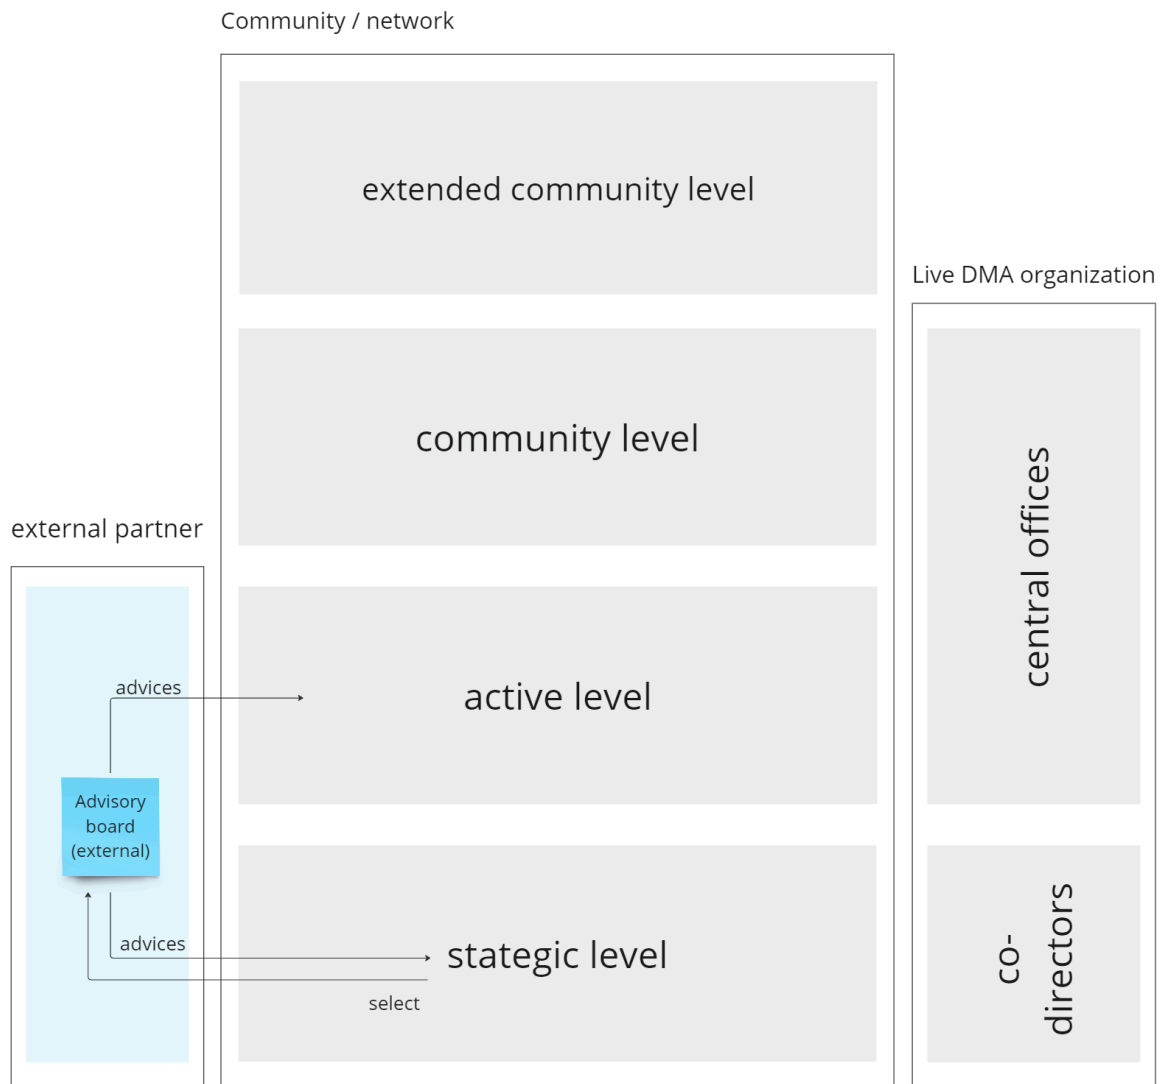 Community / network
extended community level
Live DMA organization
community level
central offices
external partner
advices
active level
Advisory
board
(external)
advices
stategic level
select
co-
directors